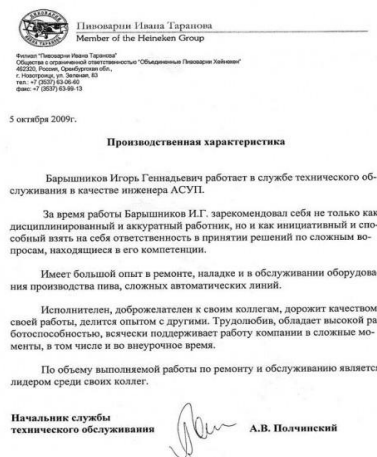 Пивоварни Ивана Таранова
Member of the Heineken Group
Филиал "Пивоварни Ивана Таранова"
Общества с ограниченной ответственностью "Объединенные Пивоварни Хейнекен"
462320, Россия, Оренбургская обл.,
г. Новотроицк, ул. Зеленая, 63
тел.: +7 (3537) 63-06-60
факс: +7 (3537) 63-99-13
5 октября 2009г.
Производственная характеристика
Барышников Игорь Геннадьевич работает в службе технического об-
служивания в качестве инженера АСУП.
За время работы Барышников И.Г. зарекомендовал себя не только как
дисциплинированный и аккуратный работник, но и как инициативный и спо-
собный взять на себя ответственность в принятии решений по сложным во-
просам, находящиеся в его компетенции.
Имеет большой опыт в ремонте, наладке и в обслуживании оборудова-
ния производства пива, сложных автоматических линий.
Исполнителен, доброжелателен к своим коллегам, дорожит качеством
своей работы, делится опытом с другими. Трудолюбив, обладает высокой ра-
ботоспособностью, всячески поддерживает работу компании в сложные мо-
менты, в том числе и во внеурочное время.
По объему выполняемой работы по ремонту и обслуживанию является
лидером среди своих коллег.
Начальник службы
технического обслуживания А.В. Полчинский